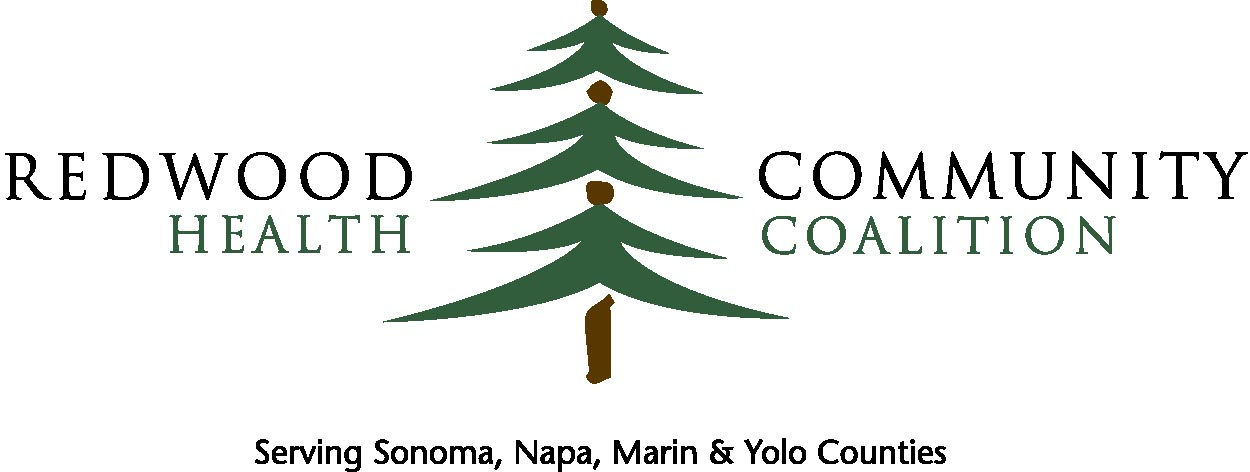 REDWOOD COMMUNITY
HEALTH COALITION
Serving Sonoma, Napa, Marin & Yolo Counties